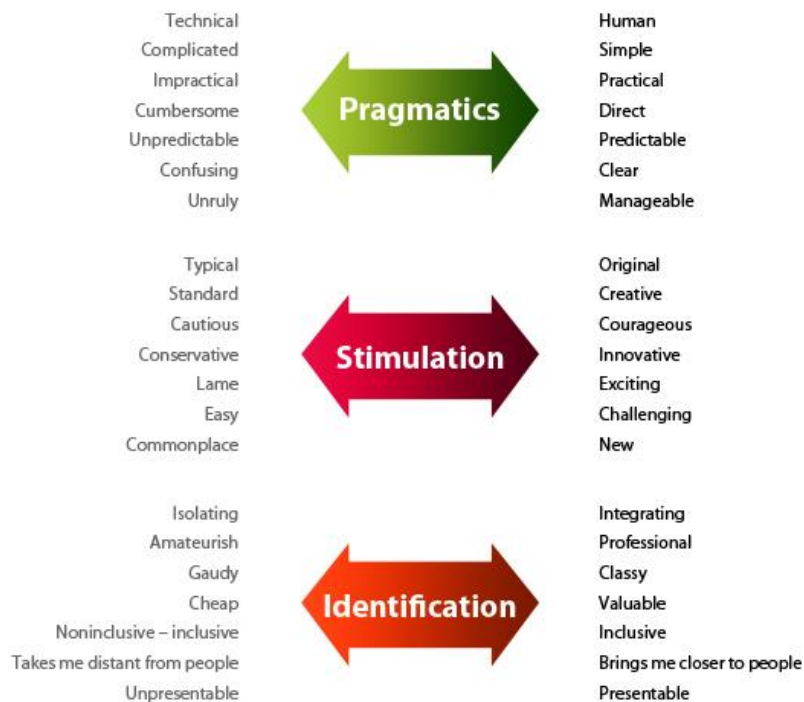 Technical Human
Complicated Simple
Impractical Practical
Cumbersome Pragmatics Direct
Unpredictable Predictable
Confusing Clear
Unruly Manageable
Typical Original
Standard Creative
Cautious Courageous
Conservative Stimulation Innovative
Lame Exciting
Easy Challenging
Commonplace New
Isolating Integrating
Amateurish Professional
Gaudy Classy
Cheap Identification Valuable
Noninclusive – inclusive Inclusive
Takes me distant from people Brings me closer to people
Unpresentable Presentable